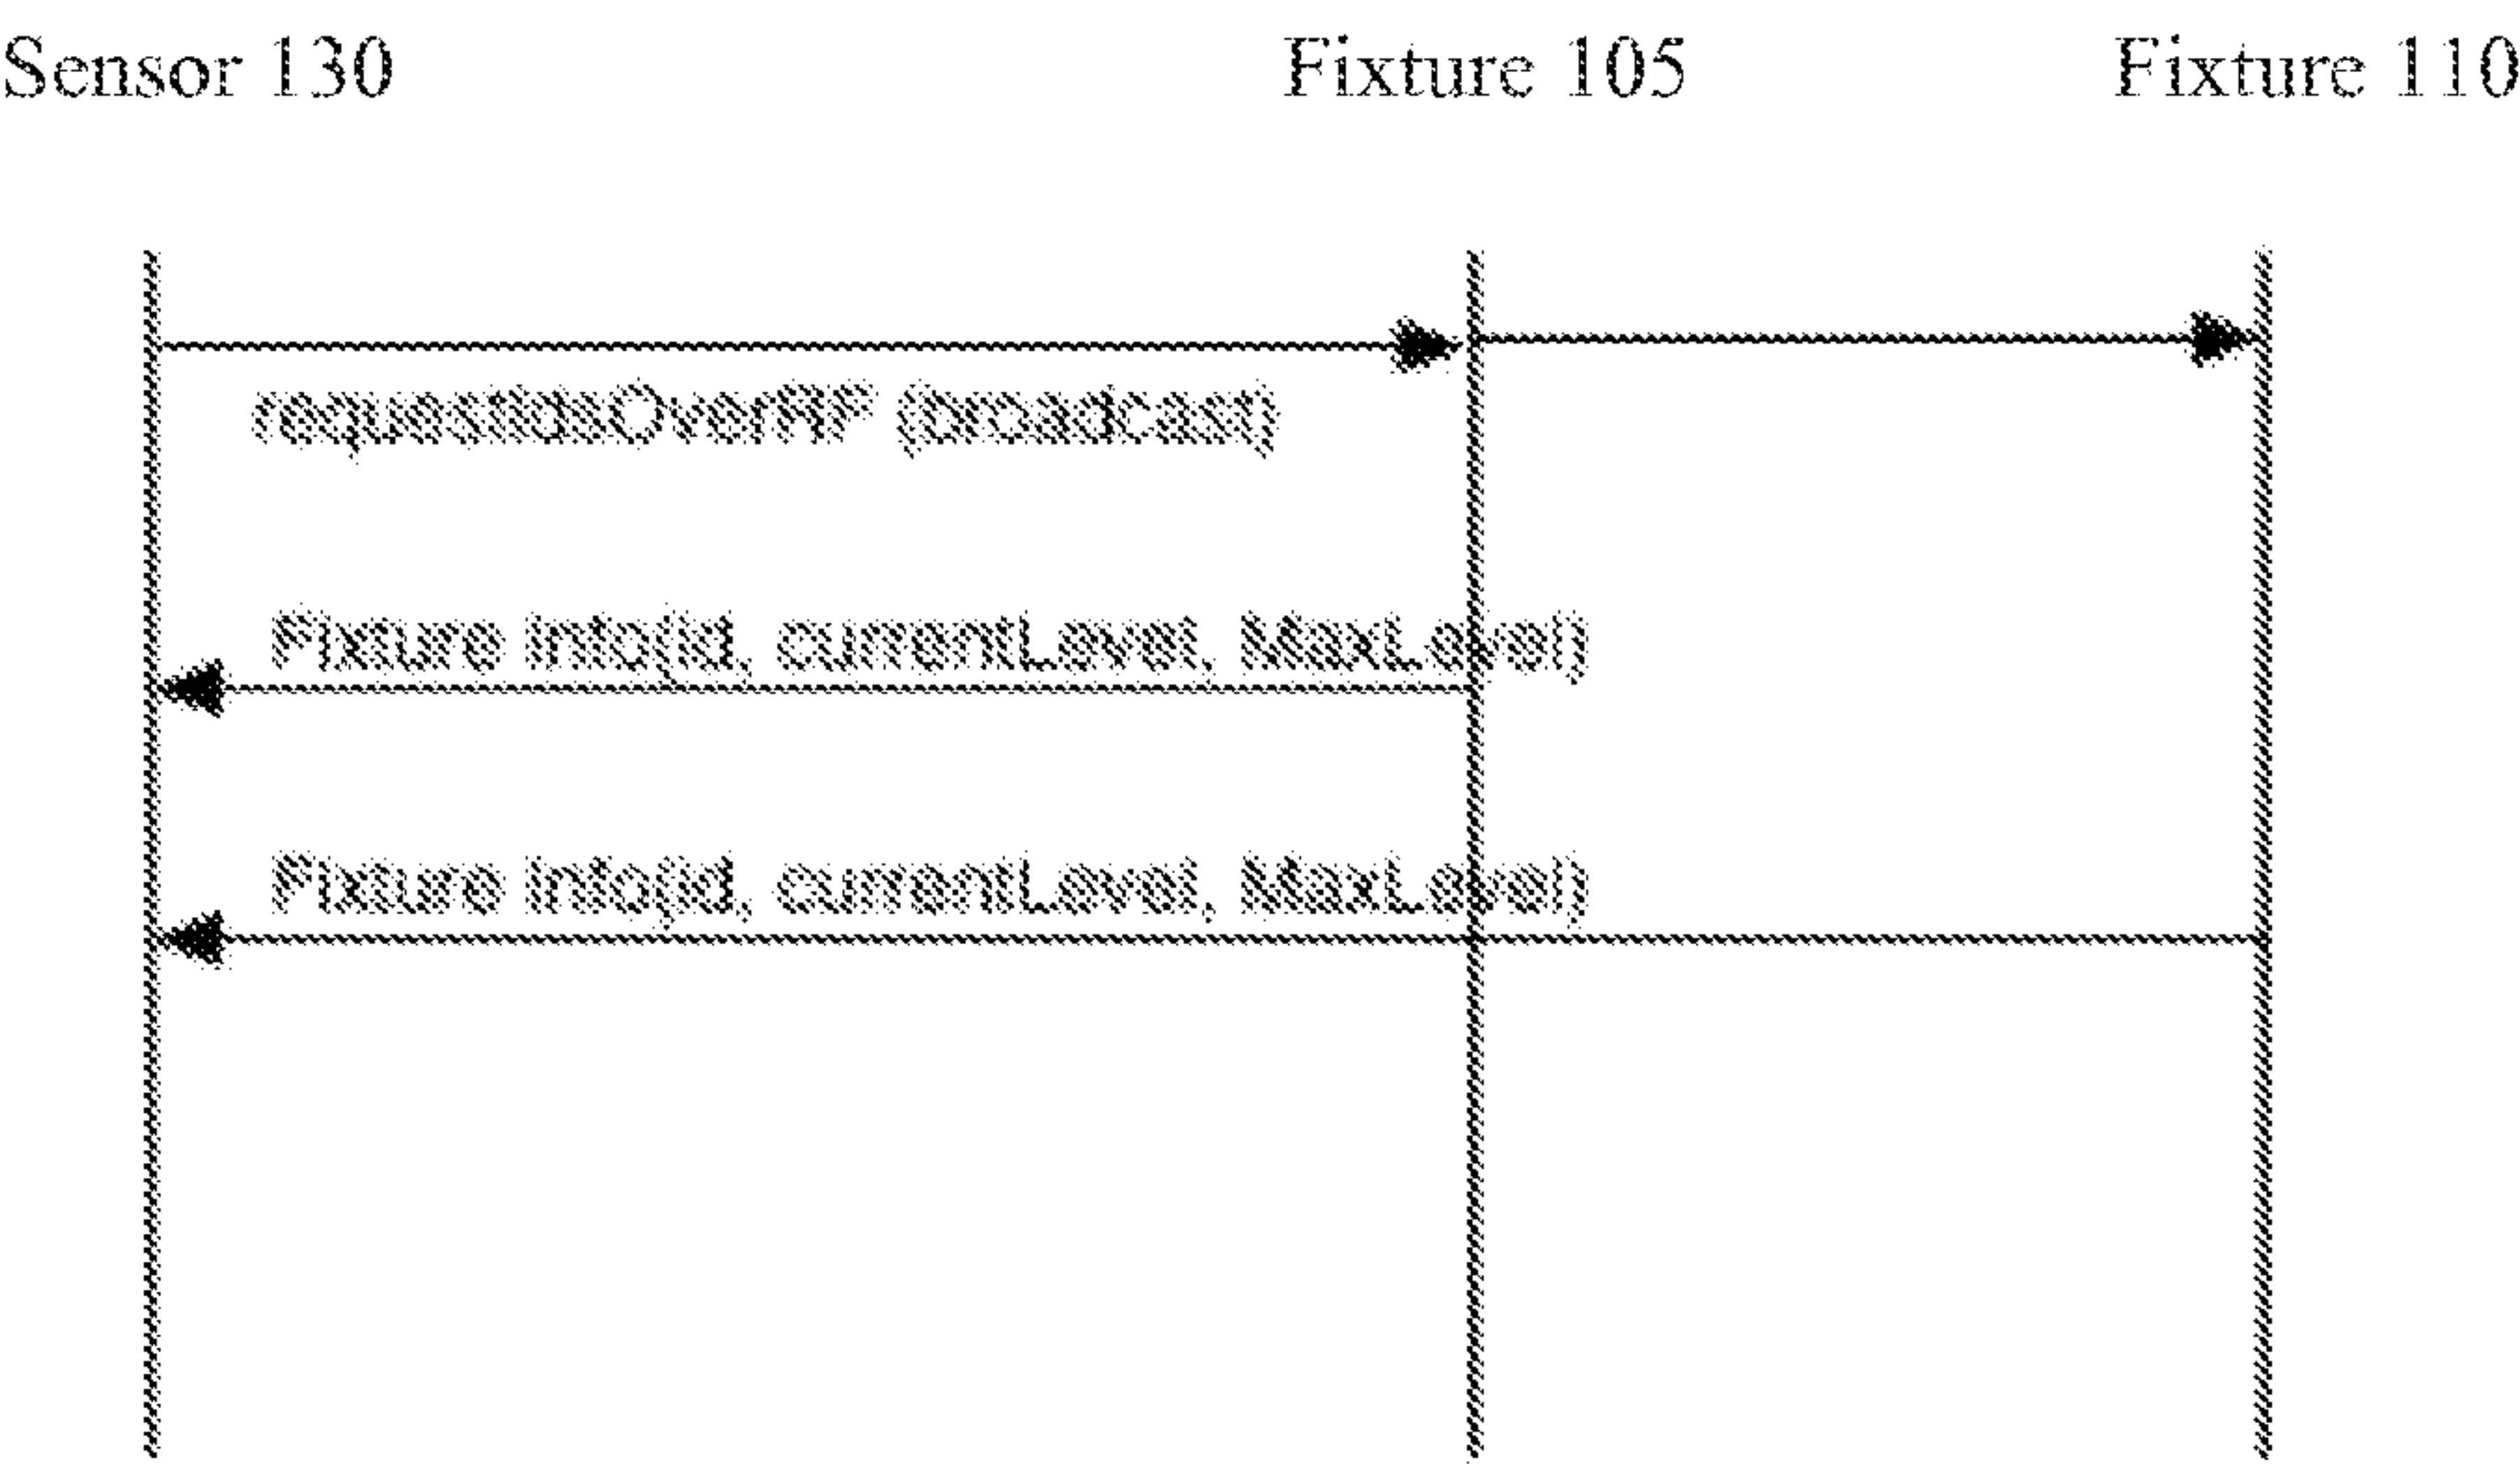 Sensor 130 Fixture 105 Fixture 110
requestIdsOverRF (broadcast)
Fixture Info(id, currentLevel, MaxLevel)
Fixture Info(id, currentLevel, MaxLevel)